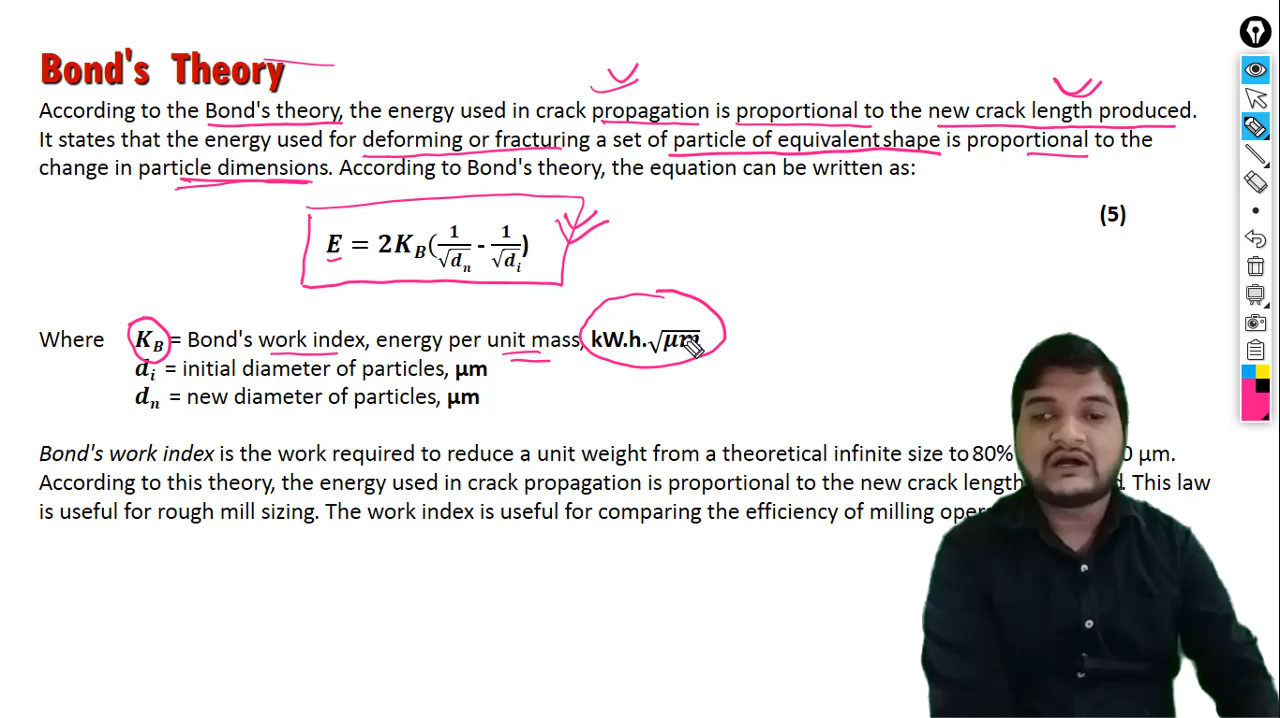 Bond's Theory
According to the Bond's theory, the energy used in crack propagation is proportional to the new crack length produced.
It states that the energy used for deforming or fracturing a set of particle of equivalent shape is proportional to the
change in particle dimensions. According to Bond's theory, the equation can be written as:
(5)
E = 2K_B(1/√d_n - 1/√d_i)
Where K_B = Bond's work index, energy per unit mass, kW.h.√μm
d_i = initial diameter of particles, μm
d_n = new diameter of particles, μm
Bond's work index is the work required to reduce a unit weight from a theoretical infinite size to 80% μm.
According to this theory, the energy used in crack propagation is proportional to the new crack length This law
is useful for rough mill sizing. The work index is useful for comparing the efficiency of milling